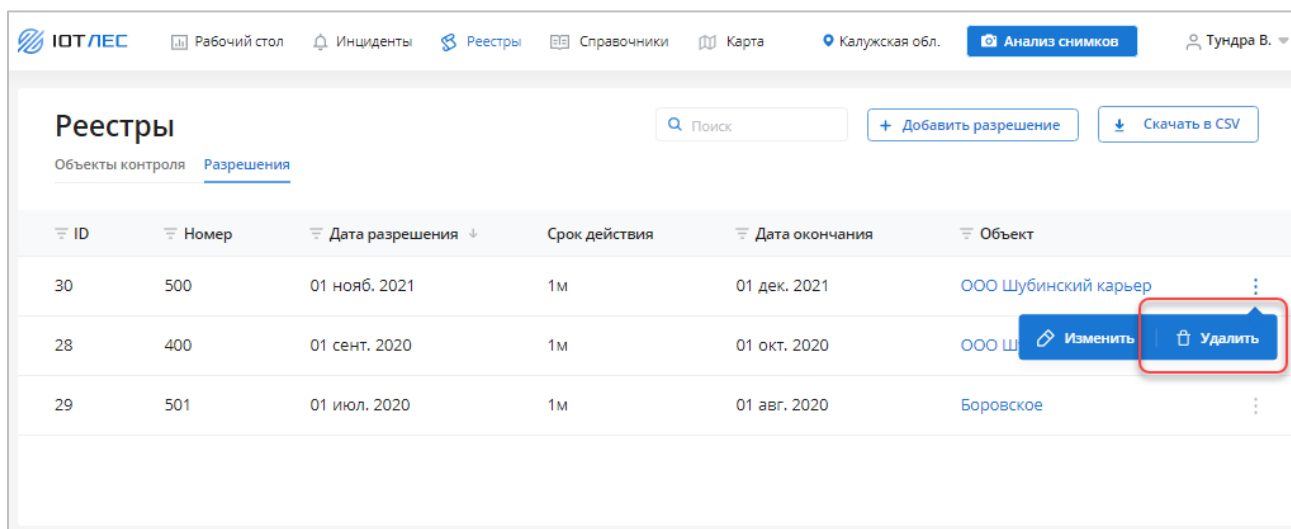 IOT ЛЕС Рабочий стол Инциденты Реестры Справочники Карта Калужская обл. Анализ снимков Тундра В.
Реестры Поиск + Добавить разрешение Скачать в CSV
Объекты контроля Разрешения
ID Номер Дата разрешения Срок действия Дата окончания Объект
30 500 01 нояб. 2021 1м 01 дек. 2021 ООО Шубинский карьер
Изменить Удалить
28 400 01 сент. 2020 1м 01 окт. 2020 ООО
29 501 01 июл. 2020 1м 01 авг. 2020 Боровское